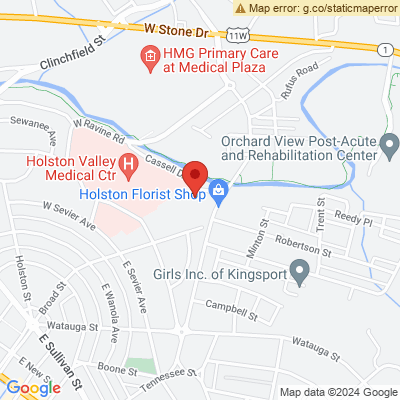 Map error: g.co/staticmaperror
W Stone Dr
11W
1
Clinchfield St
HMG Primary Care
at Medical Plaza
Rufus Road
Sewanee Ave
W Ravine Rd
Orchard View Post-Acute
and Rehabilitation Center
Holston Valley
Medical Ctr
Cassell D
Holston Florist Shop
W Sevier Ave
Minton St
Trent St
Reedy Pl
Robertson St
Holston St
Broad St
E Sevier Ave
E Wanola Ave
Girls Inc. of Kingsport
Campbell St
Watauga St
Watauga St
E Sullivan St
E New St
Boone St
Tennessee St
Google
Map data ©2024 Google